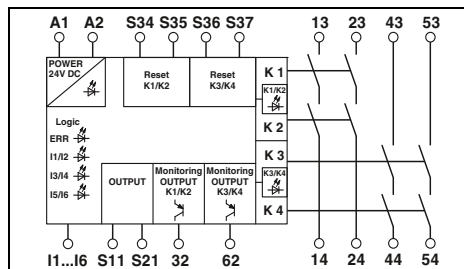 A1 A2 S34 S35 S36 S37 13 23 43 53
POWER
24V DC
Reset
K1/K2
Reset
K3/K4
K 1
K1/K2
K 2
Logic
ERR
I1/I2
I3/I4
I5/I6
K 3
K3/K4
K 4
OUTPUT
Monitoring
OUTPUT
K1/K2
Monitoring
OUTPUT
K3/K4
I1...I6 S11 S21 32 62 14 24 44 54